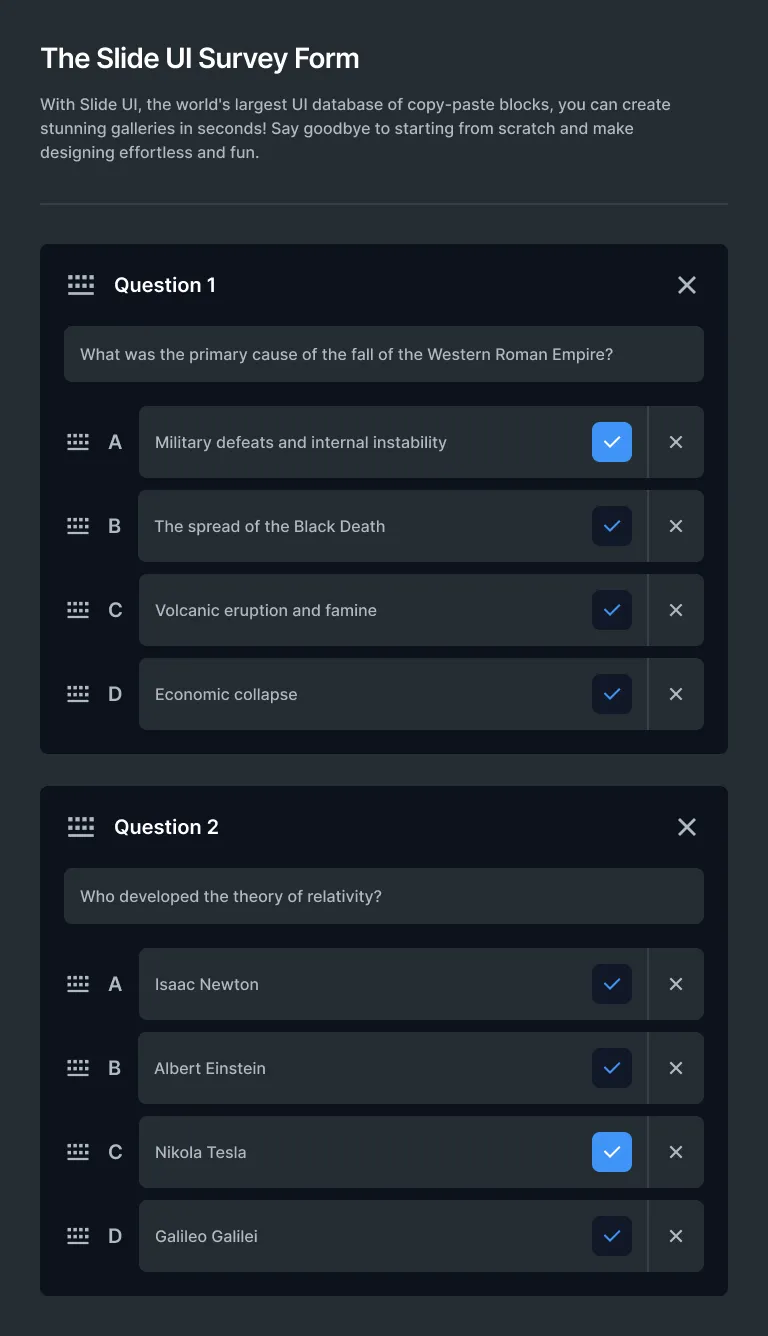 The Slide UI Survey Form
With Slide UI, the world's largest UI database of copy-paste blocks, you can create
stunning galleries in seconds! Say goodbye to starting from scratch and make
designing effortless and fun.
Question 1
What was the primary cause of the fall of the Western Roman Empire?
A Military defeats and internal instability
B The spread of the Black Death
C Volcanic eruption and famine
D Economic collapse
Question 2
Who developed the theory of relativity?
A Isaac Newton
B Albert Einstein
C Nikola Tesla
D Galileo Galilei